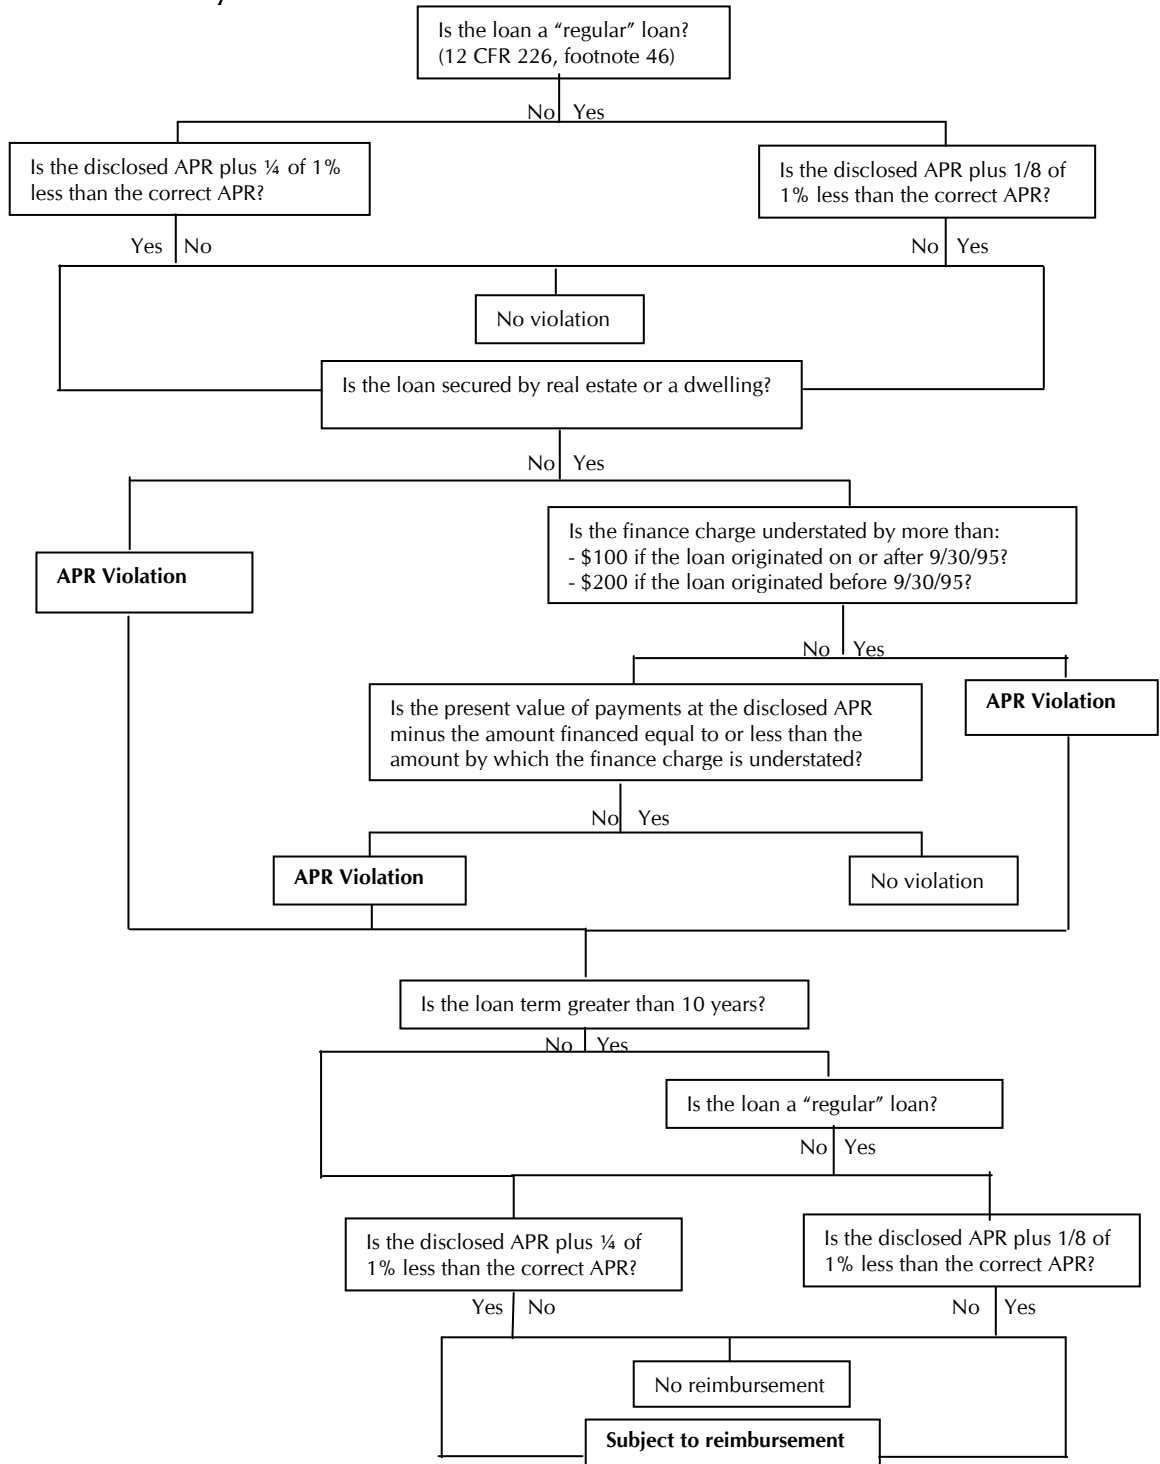 Is the loan a “regular” loan?
(12 CFR 226, footnote 46)
No Yes
Is the disclosed APR plus ¼ of 1%
less than the correct APR?
Is the disclosed APR plus 1/8 of
1% less than the correct APR?
Yes No
No Yes
No violation
Is the loan secured by real estate or a dwelling?
No Yes
APR Violation
Is the finance charge understated by more than:
- $100 if the loan originated on or after 9/30/95?
- $200 if the loan originated before 9/30/95?
No Yes
Is the present value of payments at the disclosed APR
minus the amount financed equal to or less than the
amount by which the finance charge is understated?
APR Violation
No Yes
APR Violation
No violation
Is the loan term greater than 10 years?
No Yes
Is the loan a “regular” loan?
No Yes
Is the disclosed APR plus ¼ of
1% less than the correct APR?
Is the disclosed APR plus 1/8 of
1% less than the correct APR?
Yes No
No Yes
No reimbursement
Subject to reimbursement